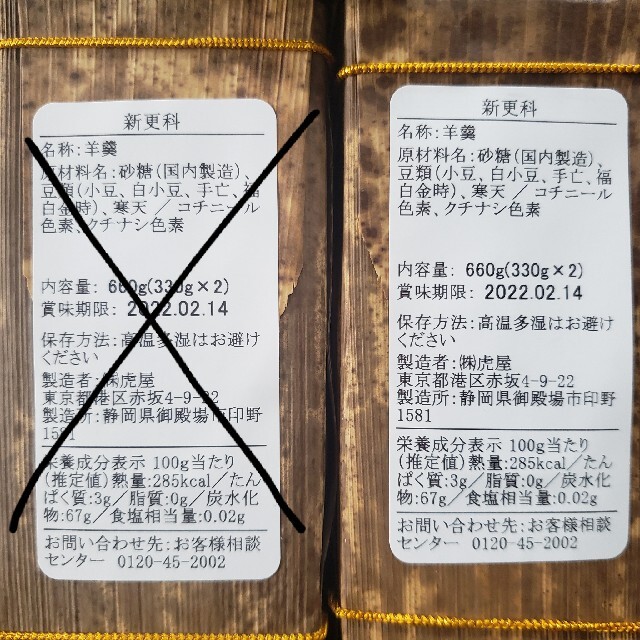 新更科
名称:羊羹
原材料名:砂糖(国内製造)、
豆類(小豆、白小豆、手亡、福
白金時)、寒天／コチニール
色素、クチナシ色素
内容量: 660g(330g×2)
賞味期限: 2022.02.14
保存方法:高温多湿はお避け
ください
製造者:㈱虎屋
東京都港区赤坂4-9-22
製造所:静岡県御殿場市印野
1581
栄養成分表示 100g当たり
(推定値)熱量:285kcal／たん
ぱく質:3g／脂質:0g／炭水化
物:67g／食塩相当量:0.02g
お問い合わせ先:お客様相談
センター 0120-45-2002
新更科
名称:羊羹
原材料名:砂糖(国内製造)、
豆類(小豆、白小豆、手亡、福
白金時)、寒天／コチニール
色素、クチナシ色素
内容量: 660g(330g×2)
賞味期限: 2022.02.14
保存方法:高温多湿はお避け
ください
製造者:㈱虎屋
東京都港区赤坂4-9-22
製造所:静岡県御殿場市印野
1581
栄養成分表示 100g当たり
(推定値)熱量:285kcal／たん
ぱく質:3g／脂質:0g／炭水化
物:67g／食塩相当量:0.02g
お問い合わせ先:お客様相談
センター 0120-45-2002